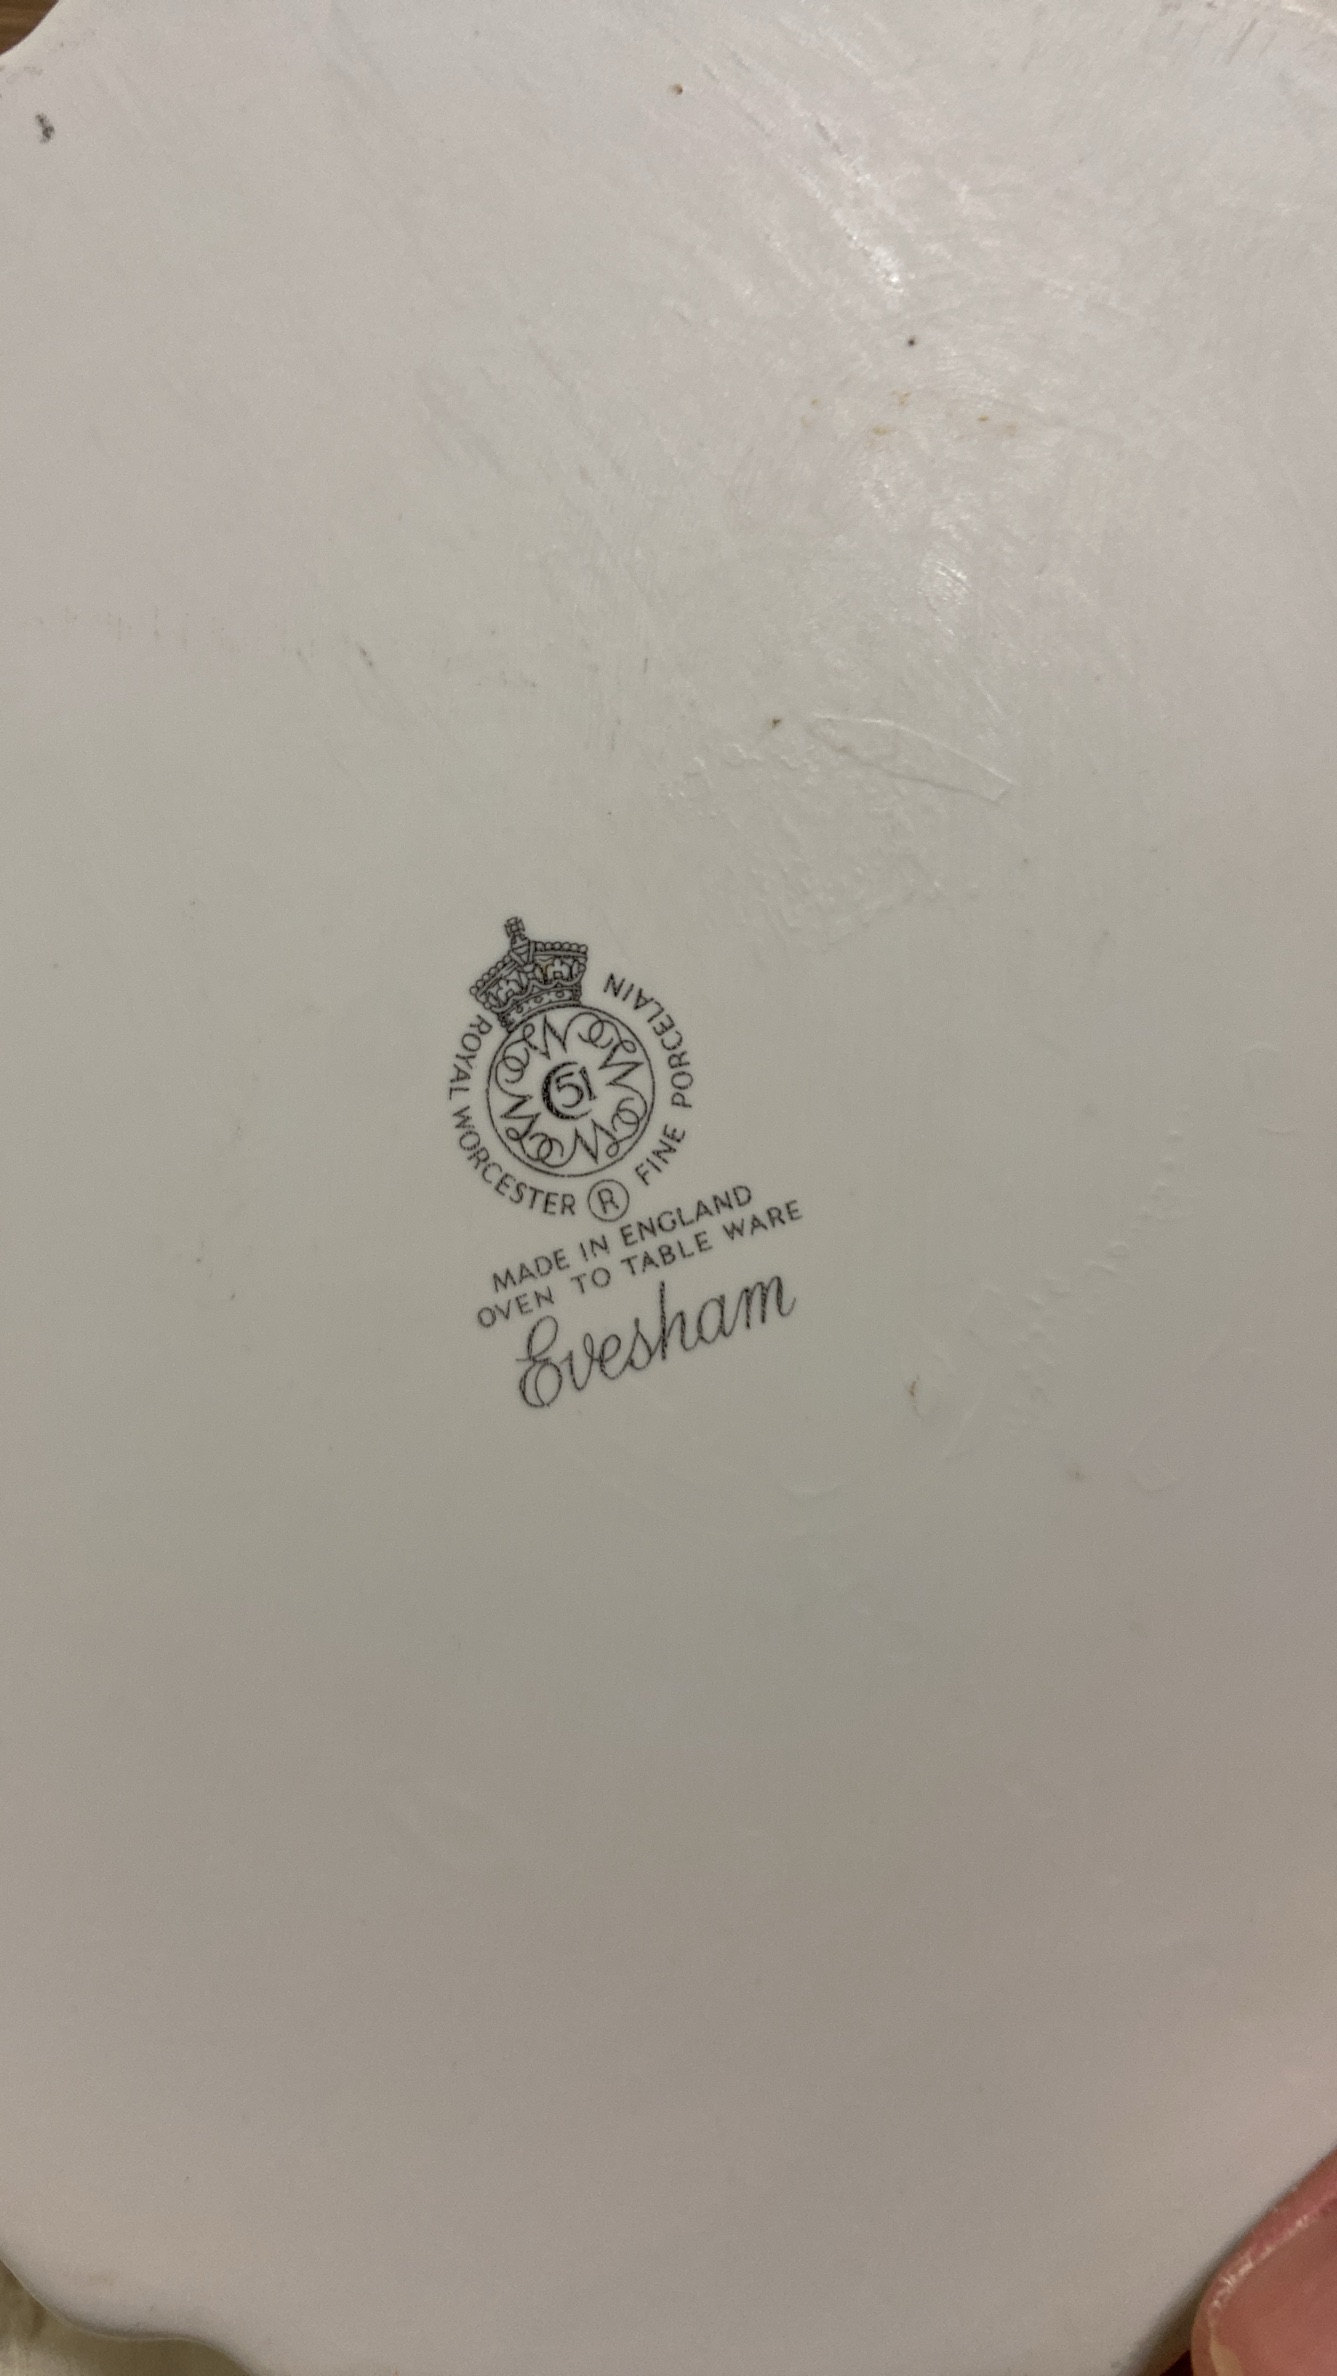 ROYAL WORCESTER ® FINE PORCELAIN
51
MADE IN ENGLAND
OVEN TO TABLE WARE
Evesham